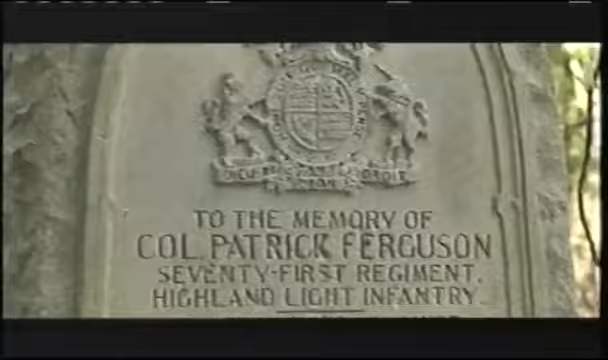 TO THE MEMORY OF
COL. PATRICK FERGUSON
SEVENTY-FIRST REGIMENT.
HIGHLAND LIGHT INFANTRY.